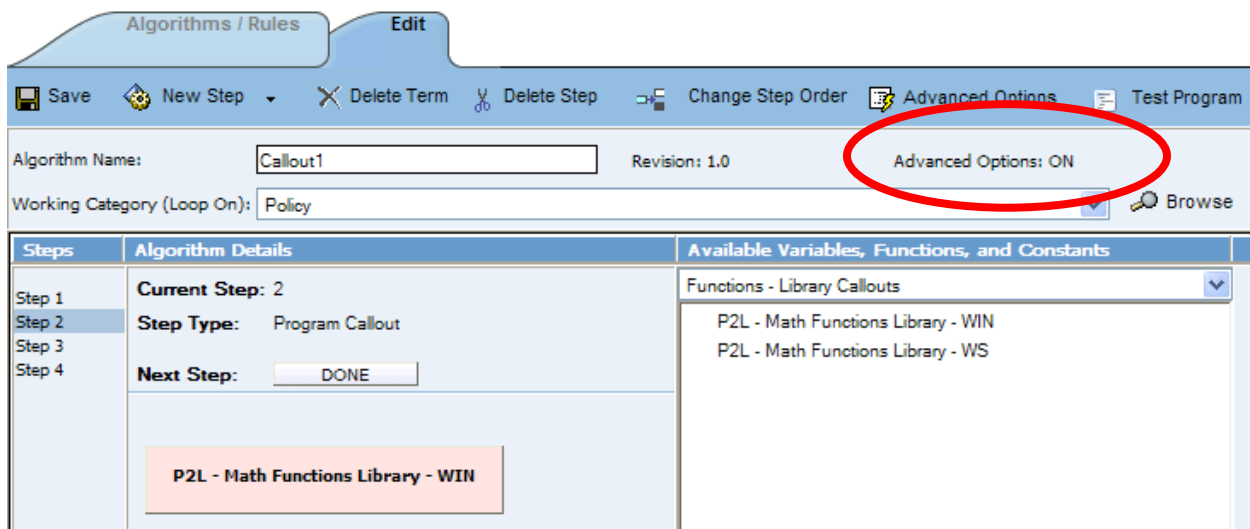 Algorithms / Rules Edit
Save New Step Delete Term Delete Step Change Step Order Advanced Options Test Program
Algorithm Name: Callout1 Revision: 1.0 Advanced Options: ON
Working Category (Loop On): Policy Browse
Steps Algorithm Details Available Variables, Functions, and Constants
Current Step: 2 Functions - Library Callouts
Step 1
Step 2 Step Type: Program Callout P2L - Math Functions Library - WIN
Step 3 P2L - Math Functions Library - WS
Step 4 Next Step: DONE
P2L - Math Functions Library - WIN